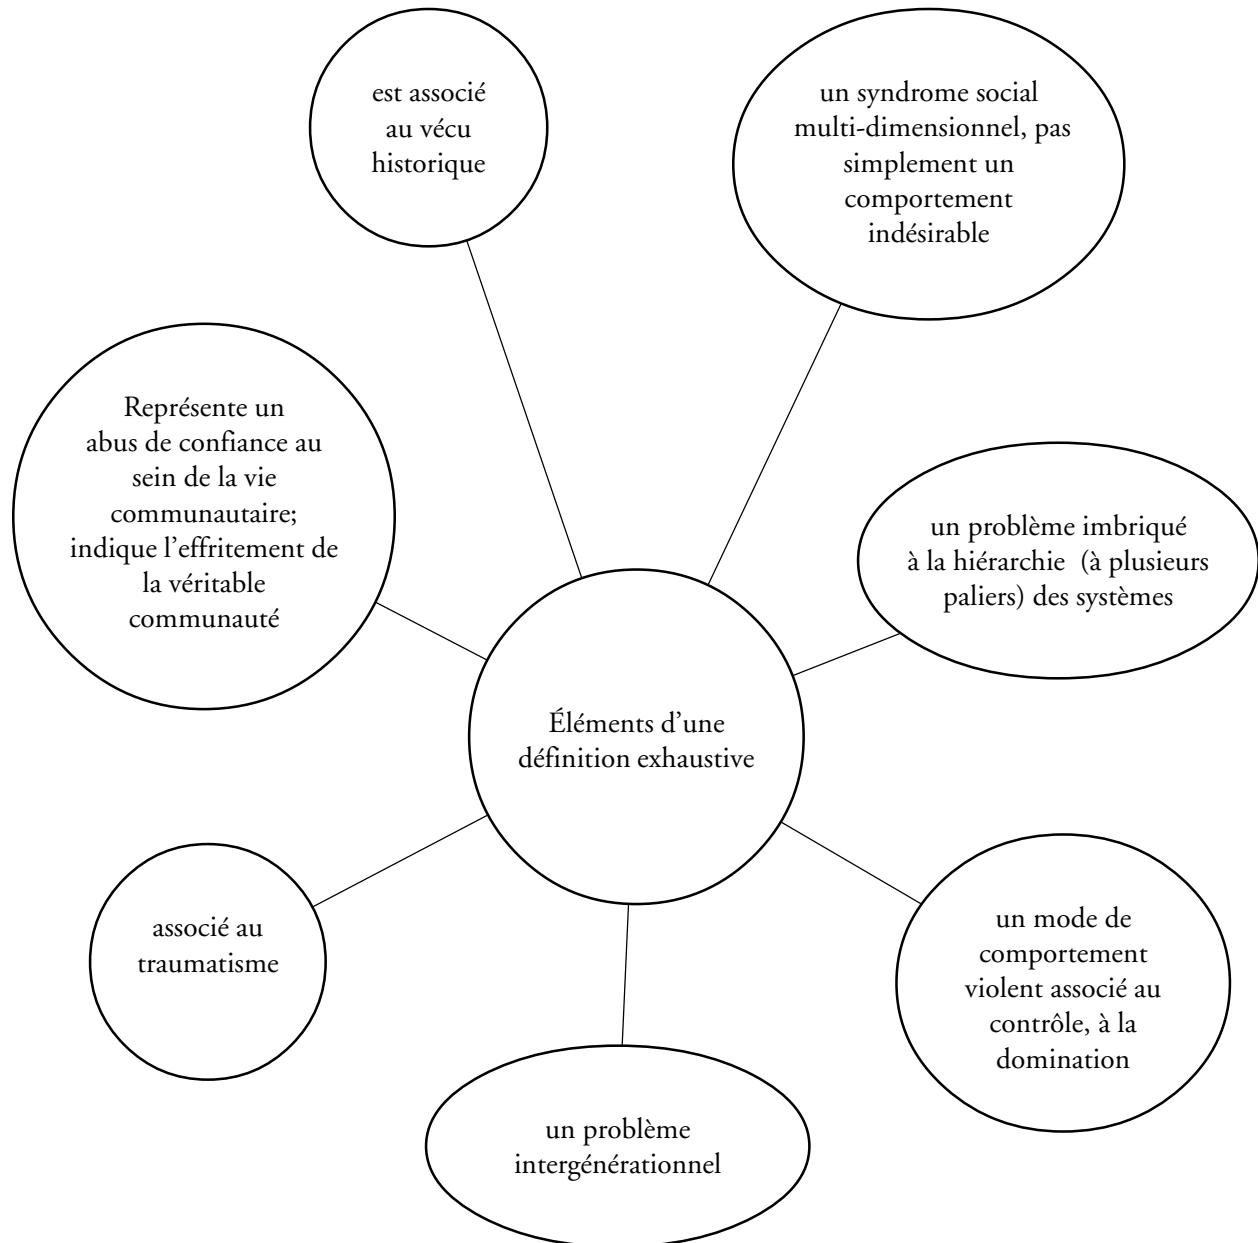 est associé
au vécu
historique
un syndrome social
multi-dimensionnel, pas
simplement un
comportement
indésirable
Représente un
abus de confiance au
sein de la vie
communautaire;
indique l’effritement de
la véritable
communauté
un problème imbriqué
à la hiérarchie  (à plusieurs
paliers) des systèmes
Éléments d’une
définition exhaustive
associé au
traumatisme
un mode de
comportement
violent associé au
contrôle, à la
domination
un problème
intergénérationnel